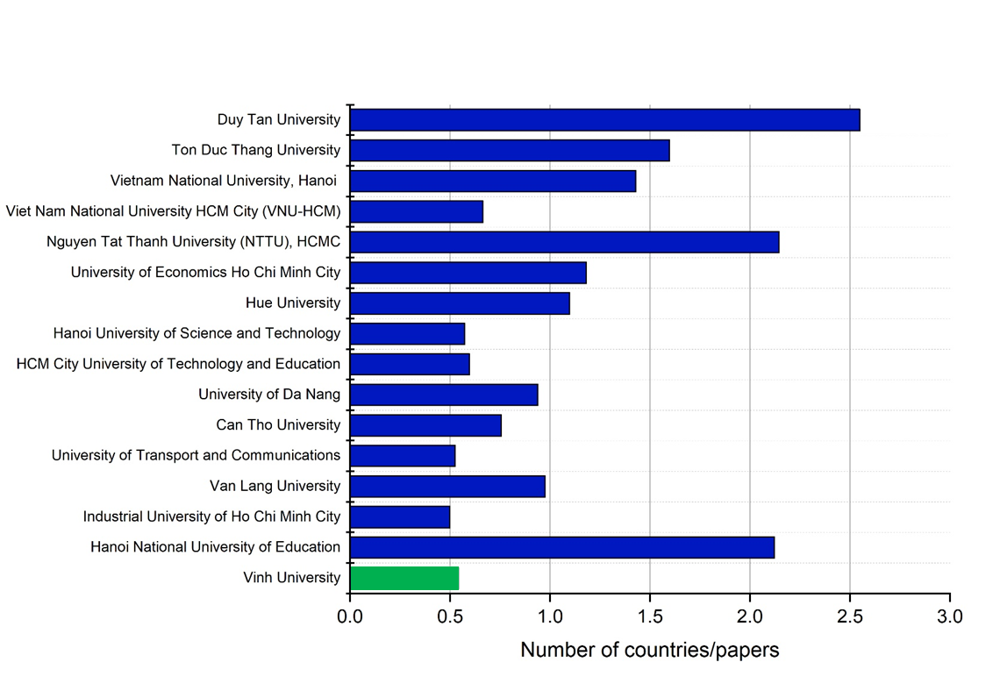 Duy Tan University
Ton Duc Thang University
Vietnam National University, Hanoi
Viet Nam National University HCM City (VNU-HCM)
Nguyen Tat Thanh University (NTTU), HCMC
University of Economics Ho Chi Minh City
Hue University
Hanoi University of Science and Technology
HCM City University of Technology and Education
University of Da Nang
Can Tho University
University of Transport and Communications
Van Lang University
Industrial University of Ho Chi Minh City
Hanoi National University of Education
Vinh University
0.0 0.5 1.0 1.5 2.0 2.5 3.0
Number of countries/papers